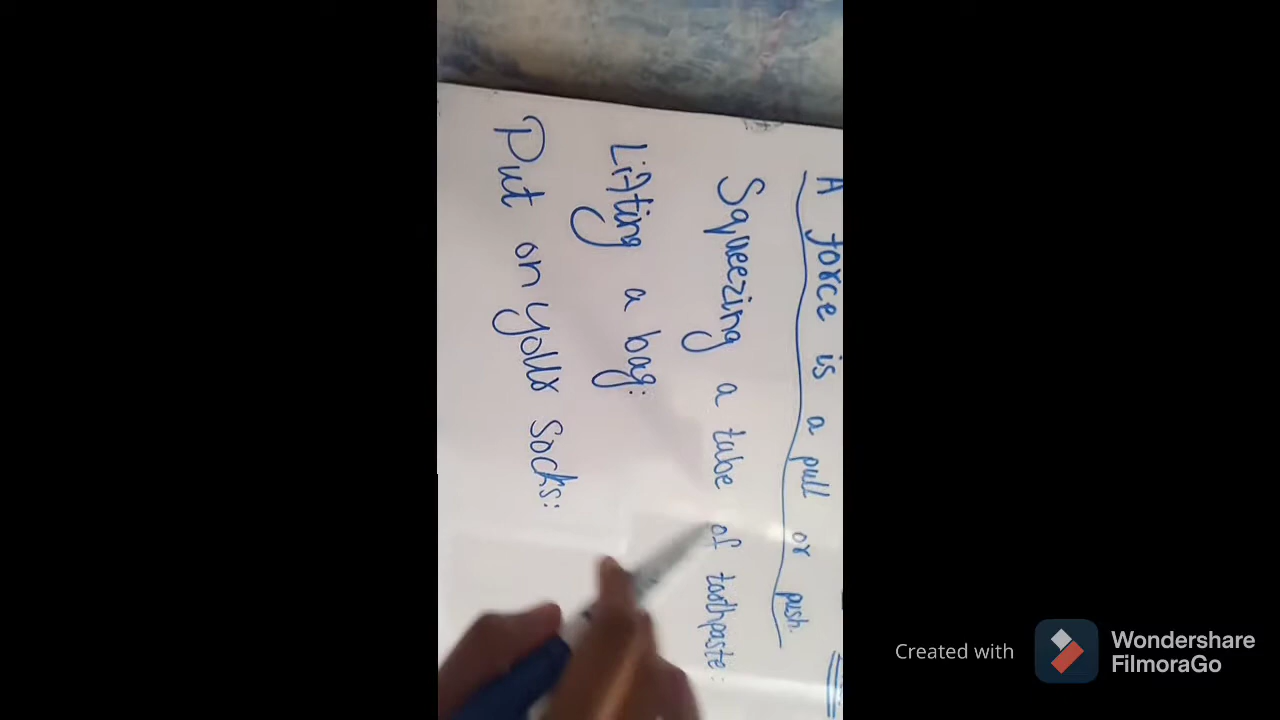 A force is a pull or push.
Squeezing a tube of toothpaste:
Lifting a bag:
Put on your socks:
Created with
Wondershare
FilmoraGo